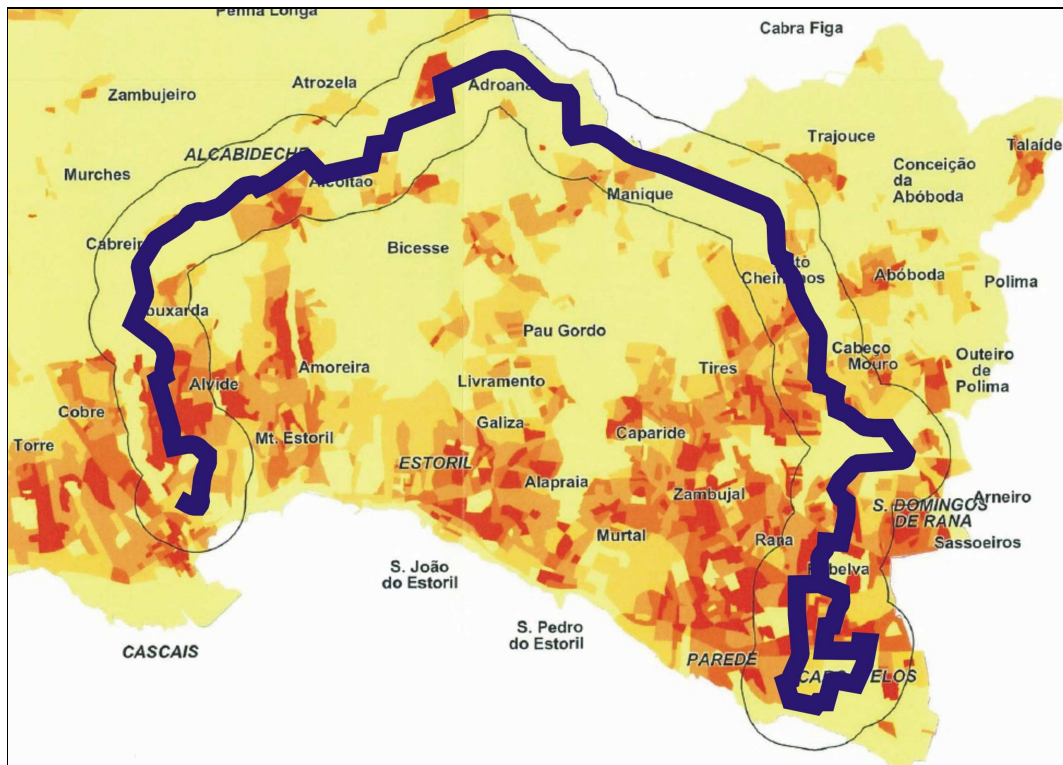 Penha Longa
Cabra Figa
Atrozela
Adroana
Zambujeiro
Trajouce
Talaíde
ALCABIDECHE
Conceição
da
Abóboda
Murches
Alcoitão
Manique
Cabreiro
Bicesse
Cheirinhos
Abóboda
Polima
Pau Gordo
Cabeço
Mouro
Outeiro
de
Polima
Amoreira
Tires
Alvide
Livramento
Cobre
Galiza
Mt. Estoril
Caparide
Torre
ESTORIL
Alapraia
Zambujal
Arneiro
S. DOMINGOS
DE RANA
Murtal
Rana
Sassoeiros
S. João
do Estoril
S. Pedro
do Estoril
CASCAIS
PAREDE